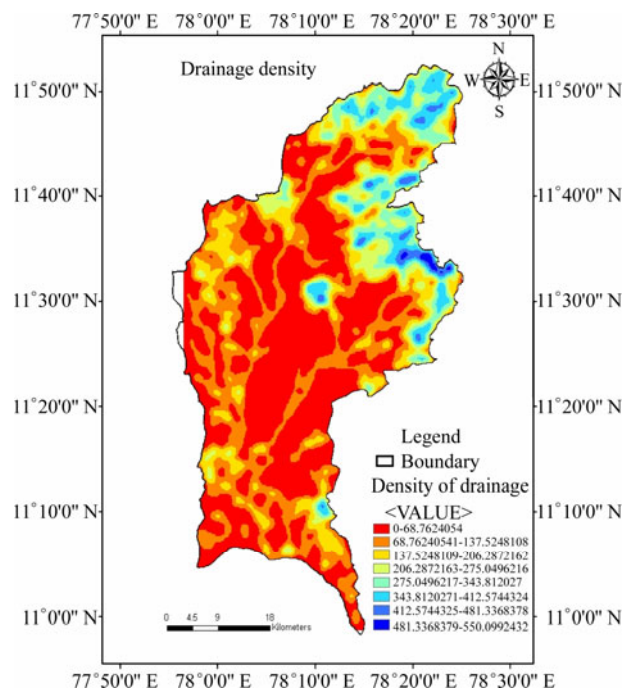 77°50'0" E 78°0'0" E 78°10'0" E 78°20'0" E 78°30'0" E
Drainage density
N
W E
S
11°50'0" N 11°50'0" N
11°40'0" N 11°40'0" N
11°30'0" N 11°30'0" N
11°20'0" N 11°20'0" N
11°10'0" N 11°10'0" N
11°0'0" N 11°0'0" N
Legend
Boundary
Density of drainage
<VALUE>
0-68.7624054
68.76240541-137.5248108
137.5248109-206.2872162
206.2872163-275.0496216
275.0496217-343.812027
343.8120271-412.5744324
412.5744325-481.3368378
481.3368379-550.0992432
0 4.5 9 18
Kilometers
77°50'0" E 78°0'0" E 78°10'0" E 78°20'0" E 78°30'0" E